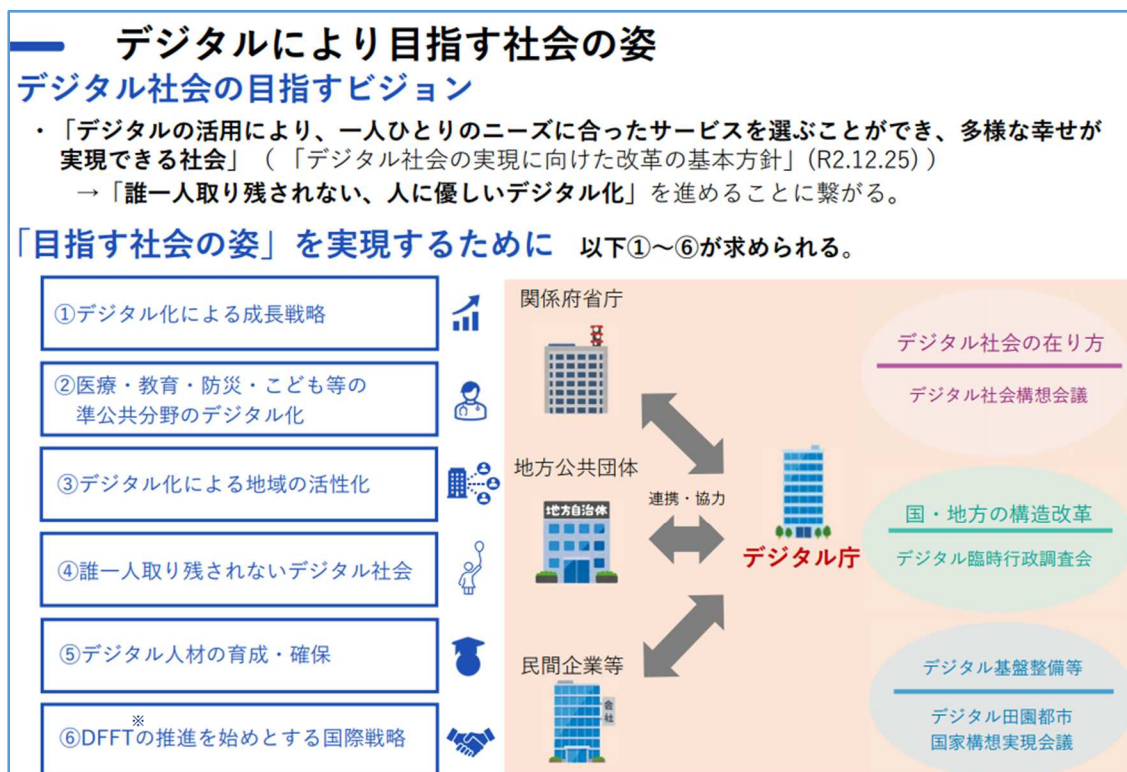 デジタルにより目指す社会の姿
デジタル社会の目指すビジョン
・「デジタルの活用により、一人ひとりのニーズに合ったサービスを選ぶことができ、多様な幸せが
実現できる社会」（「デジタル社会の実現に向けた改革の基本方針」(R2.12.25) ）
→「誰一人取り残されない、人に優しいデジタル化」を進めることに繋がる。
「目指す社会の姿」を実現するために 以下①～⑥が求められる。
①デジタル化による成長戦略
②医療・教育・防災・こども等の
準公共分野のデジタル化
③デジタル化による地域の活性化
④誰一人取り残されないデジタル社会
⑤デジタル人材の育成・確保
⑥DFFT※の推進を始めとする国際戦略
関係府省庁
地方公共団体
地方自治体
民間企業等
会社
連携・協力
デジタル庁
デジタル社会の在り方
デジタル社会構想会議
国・地方の構造改革
デジタル臨時行政調査会
デジタル基盤整備等
デジタル田園都市
国家構想実現会議